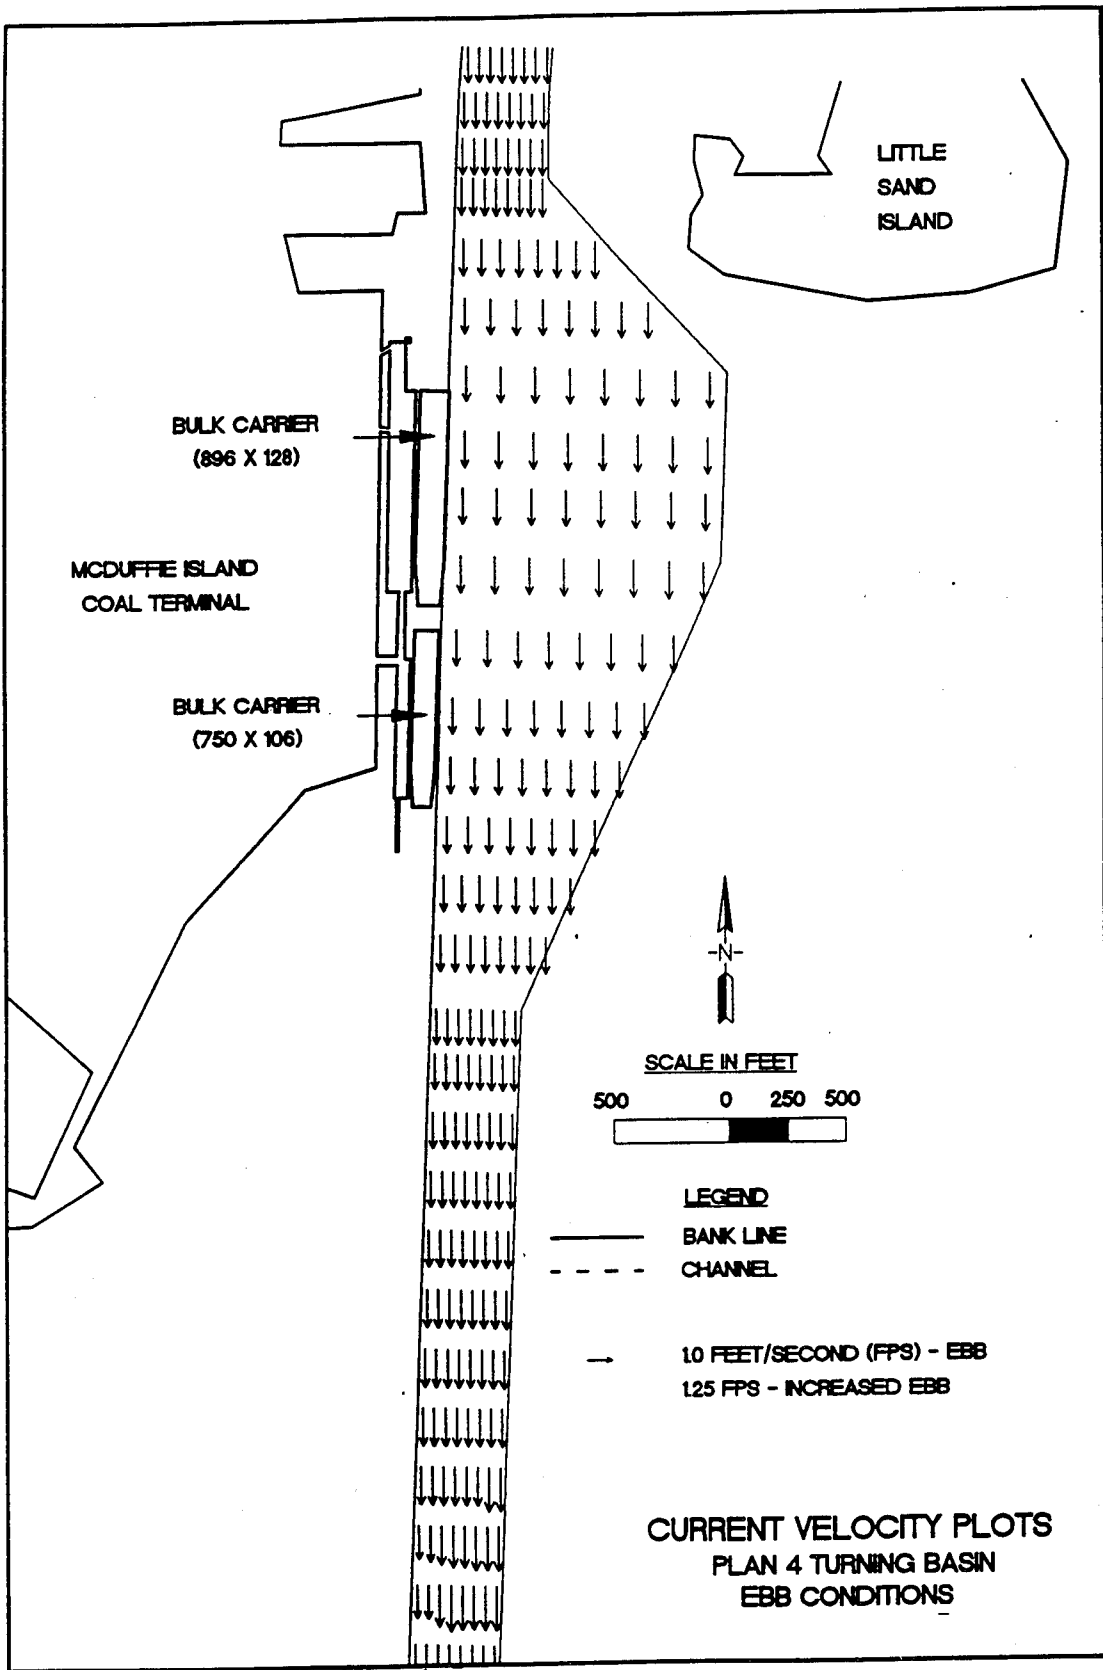 LITTLE
SAND
ISLAND
BULK CARRIER
(896 X 128)
MCDUFFIE ISLAND
COAL TERMINAL
BULK CARRIER
(750 X 106)
-N-
SCALE IN FEET
500 0 250 500
LEGEND
BANK LINE
CHANNEL
1.0 FEET/SECOND (FPS) - EBB
1.25 FPS - INCREASED EBB
CURRENT VELOCITY PLOTS
PLAN 4 TURNING BASIN
EBB CONDITIONS